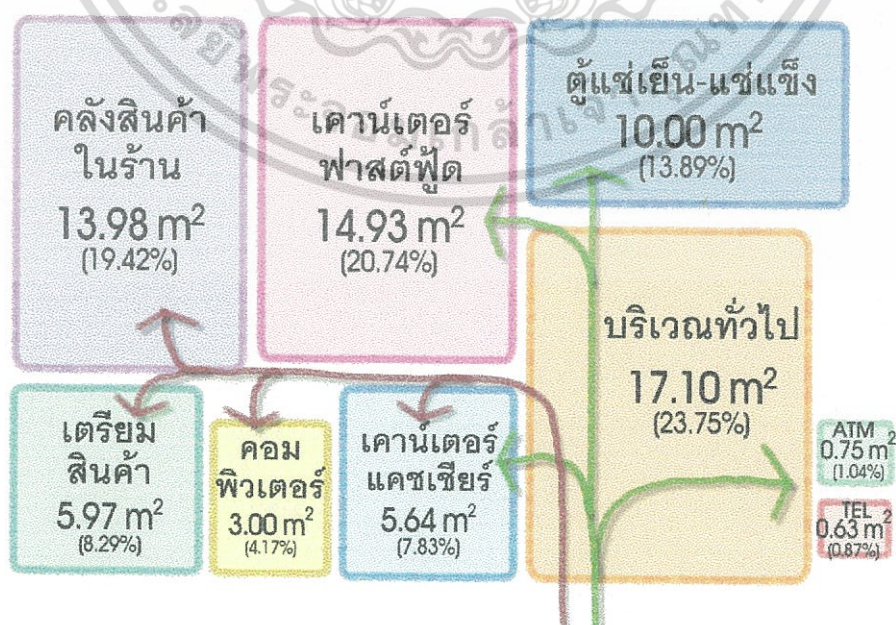 คลังสินค้า
ในร้าน
13.98 m²
(19.42%)
เคาน์เตอร์
ฟาสต์ฟู้ด
14.93 m²
(20.74%)
ตู้แช่เย็น-แช่แข็ง
10.00 m²
(13.89%)
บริเวณทั่วไป
17.10 m²
(23.75%)
เตรียม
สินค้า
5.97 m²
(8.29%)
คอม
พิวเตอร์
3.00 m²
(4.17%)
เคาน์เตอร์
แคชเชียร์
5.64 m²
(7.83%)
ATM
0.75 m²
(1.04%)
TEL
0.63 m²
(0.87%)